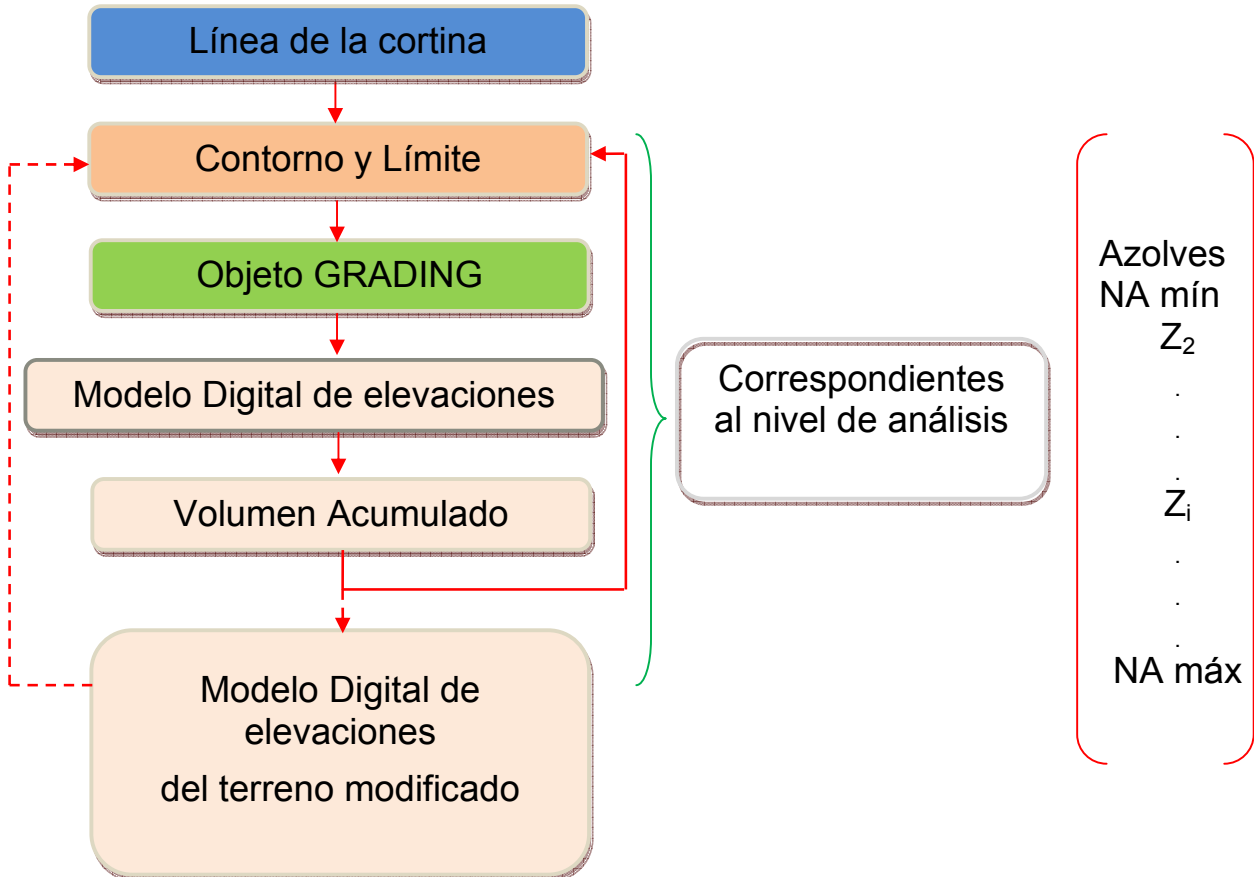 Línea de la cortina
Contorno y Límite
Objeto GRADING
Modelo Digital de elevaciones
Volumen Acumulado
Modelo Digital de
elevaciones
del terreno modificado
Correspondientes
al nivel de análisis
Azolves
NA mín
Z₂
.
.
.
Zᵢ
.
.
.
NA máx